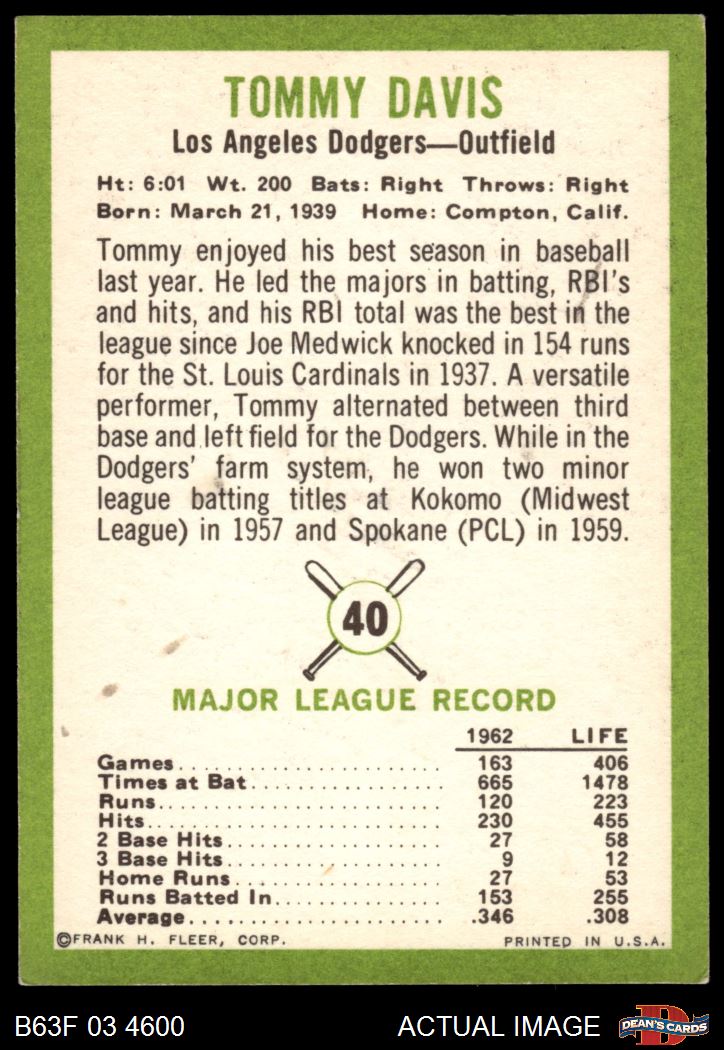 TOMMY DAVIS
Los Angeles Dodgers—Outfield
Ht: 6:01 Wt. 200 Bats: Right Throws: Right
Born: March 21, 1939 Home: Compton, Calif.
Tommy enjoyed his best season in baseball
last year. He led the majors in batting, RBI's
and hits, and his RBI total was the best in the
league since Joe Medwick knocked in 154 runs
for the St. Louis Cardinals in 1937. A versatile
performer, Tommy alternated between third
base and left field for the Dodgers. While in the
Dodgers' farm system, he won two minor
league batting titles at Kokomo (Midwest
League) in 1957 and Spokane (PCL) in 1959.
40
MAJOR LEAGUE RECORD
1962 LIFE
Games 163 406
Times at Bat 665 1478
Runs 120 223
Hits 230 455
2 Base Hits 27 58
3 Base Hits 9 12
Home Runs 27 53
Runs Batted In 153 255
Average .346 .308
©FRANK H. FLEER, CORP. PRINTED IN U.S.A.
B63F 03 4600 ACTUAL IMAGE D DEAN'S CARDS